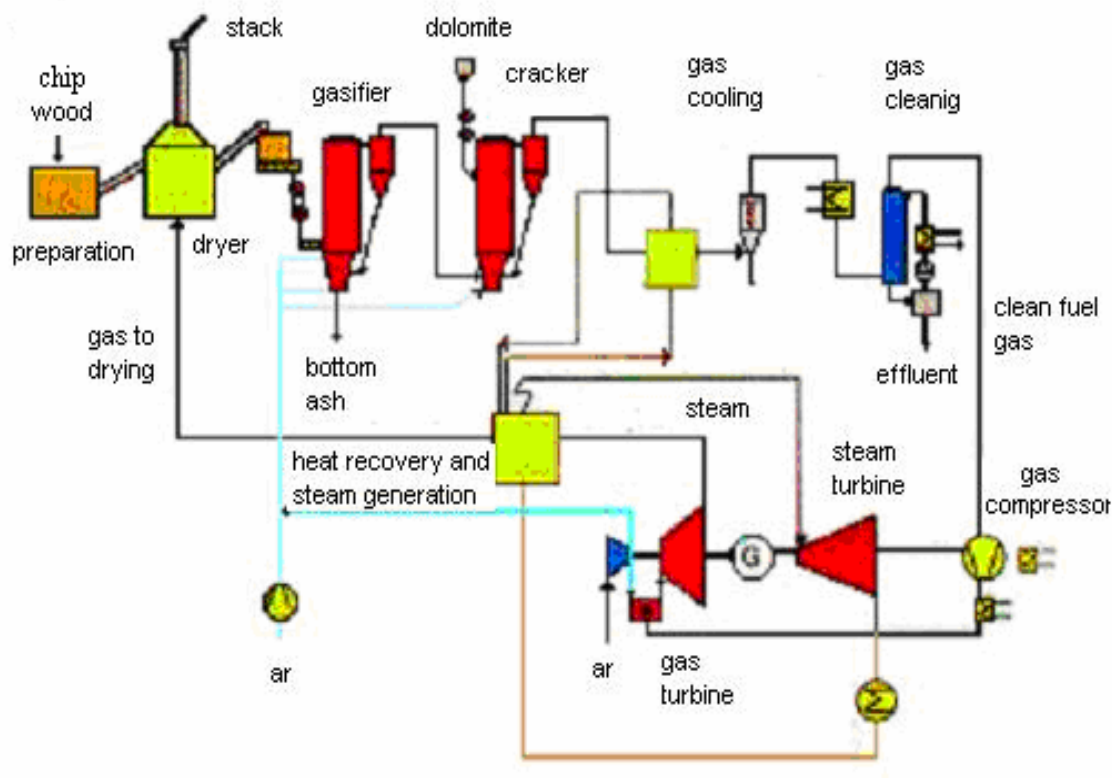 stack
dolomite
chip
wood
gasifier
cracker
gas
cooling
gas
cleanig
preparation
dryer
gas to
drying
bottom
ash
clean fuel
gas
effluent
steam
heat recovery and
steam generation
steam
turbine
gas
compressor
G
ar
ar
gas
turbine